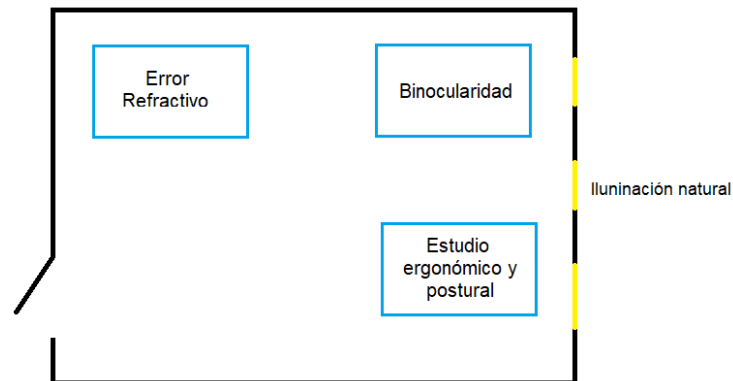 Error
Refractivo
Binocularidad
Iluninación natural
Estudio
ergonómico y
postural